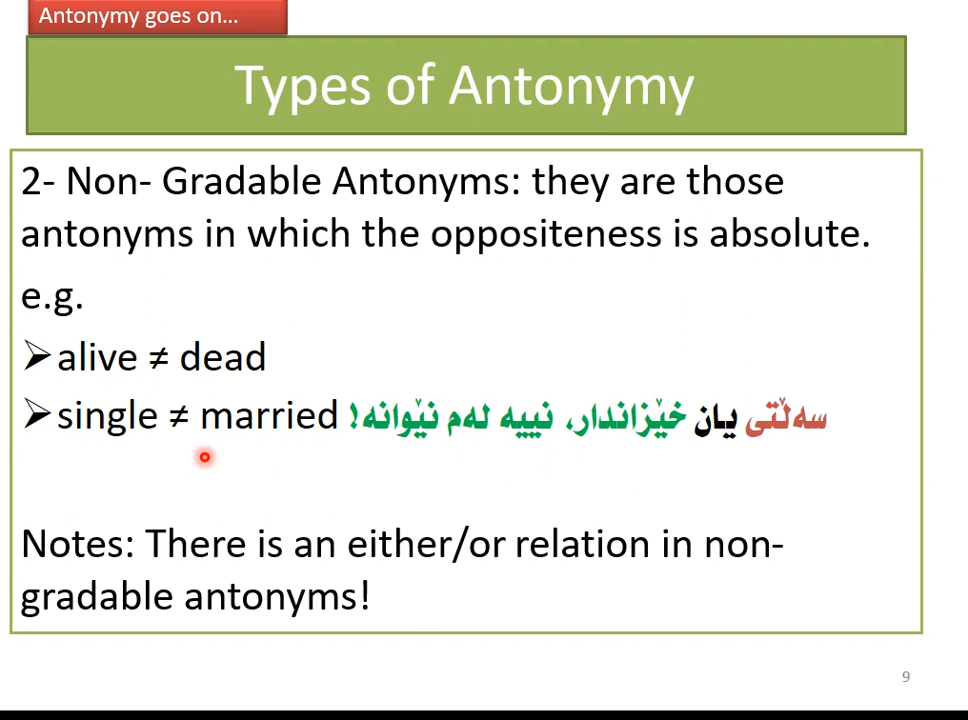 Antonymy goes on...
Types of Antonymy
2- Non- Gradable Antonyms: they are those
antonyms in which the oppositeness is absolute.
e.g.
➢alive ≠ dead
➢single ≠ married سەڵتی یان خێزاندار، نییە لەم نێوانە!
Notes: There is an either/or relation in non-
gradable antonyms!
9